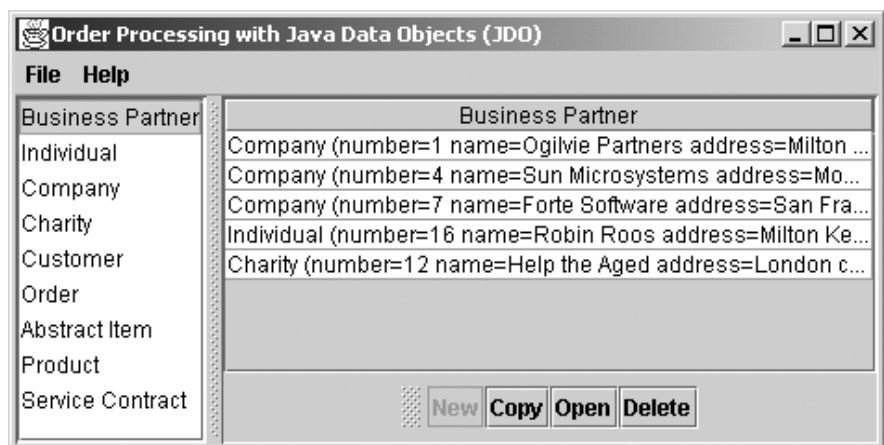 Order Processing with Java Data Objects (JDO)
File Help
Business Partner
Individual
Company
Charity
Customer
Order
Abstract Item
Product
Service Contract
Business Partner
Company (number=1 name=Ogilvie Partners address=Milton ...
Company (number=4 name=Sun Microsystems address=Mo...
Company (number=7 name=Forte Software address=San Fra...
Individual (number=16 name=Robin Roos address=Milton Ke...
Charity (number=12 name=Help the Aged address=London c...
New Copy Open Delete